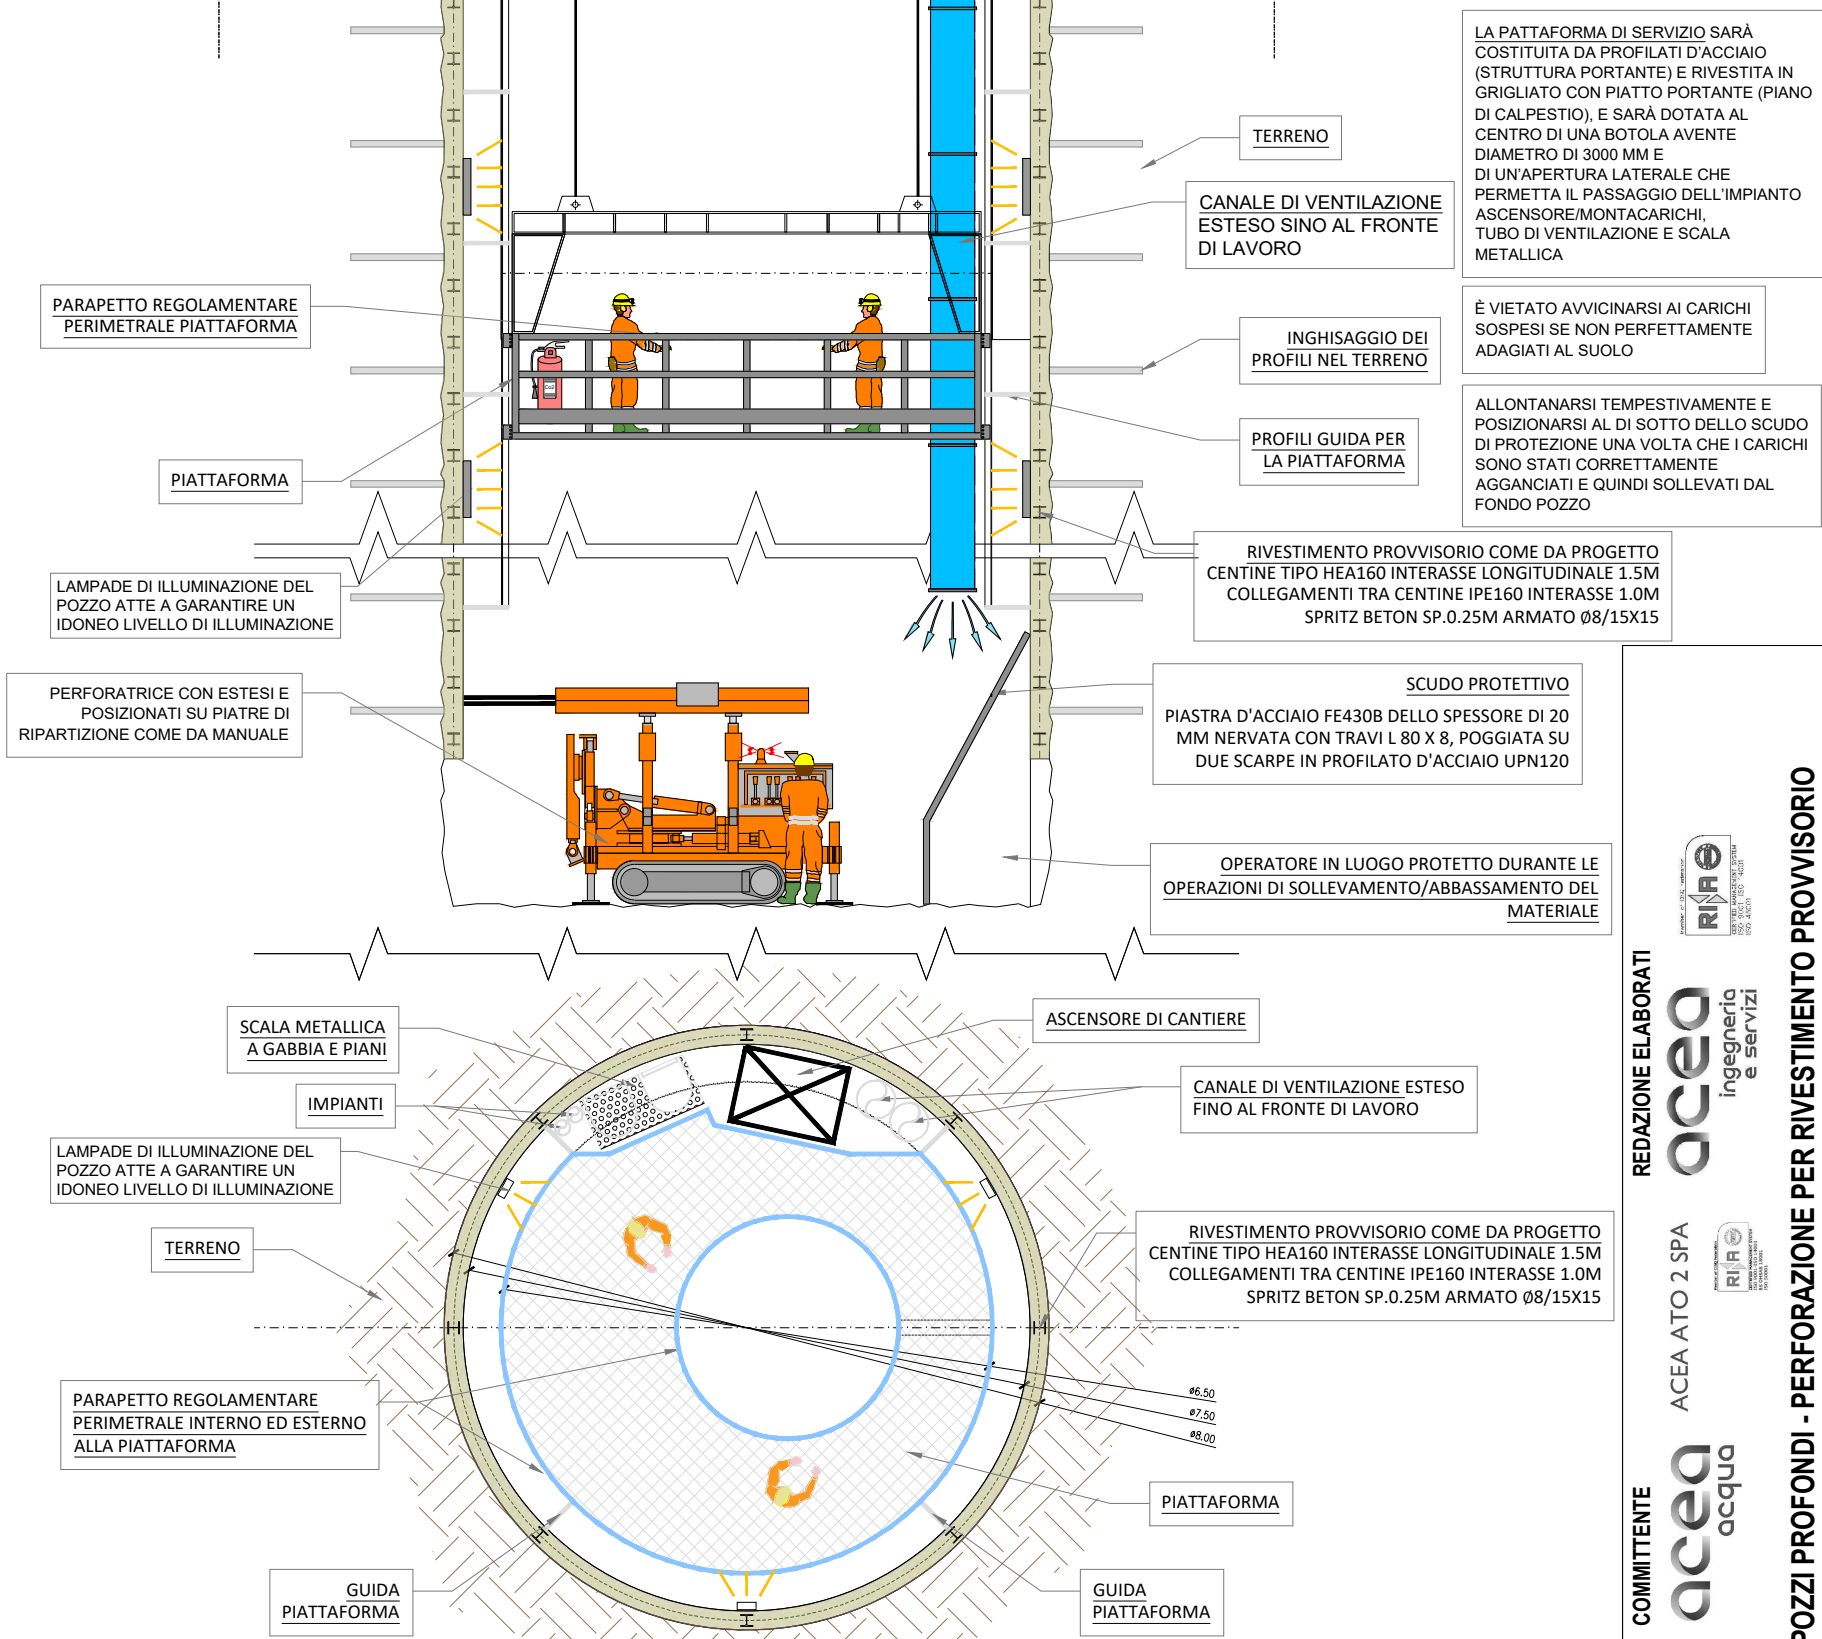 LA PATTAFORMA DI SERVIZIO SARÀ
COSTITUITA DA PROFILATI D'ACCIAIO
(STRUTTURA PORTANTE) E RIVESTITA IN
GRIGLIATO CON PIATTO PORTANTE (PIANO
DI CALPESTIO), E SARÀ DOTATA AL
CENTRO DI UNA BOTOLA AVENTE
DIAMETRO DI 3000 MM E
DI UN'APERTURA LATERALE CHE
PERMETTA IL PASSAGGIO DELL'IMPIANTO
ASCENSORE/MONTACARICHI,
TUBO DI VENTILAZIONE E SCALA
METALLICA
TERRENO
CANALE DI VENTILAZIONE
ESTESO SINO AL FRONTE
DI LAVORO
PARAPETTO REGOLAMENTARE
PERIMETRALE PIATTAFORMA
È VIETATO AVVICINARSI AI CARICHI
SOSPESI SE NON PERFETTAMENTE
ADAGIATI AL SUOLO
INGHISAGGIO DEI
PROFILI NEL TERRENO
Co2
ALLONTANARSI TEMPESTIVAMENTE E
POSIZIONARSI AL DI SOTTO DELLO SCUDO
DI PROTEZIONE UNA VOLTA CHE I CARICHI
SONO STATI CORRETTAMENTE
AGGANCIATI E QUINDI SOLLEVATI DAL
FONDO POZZO
PROFILI GUIDA PER
LA PIATTAFORMA
PIATTAFORMA
RIVESTIMENTO PROVVISORIO COME DA PROGETTO
CENTINE TIPO HEA160 INTERASSE LONGITUDINALE 1.5M
COLLEGAMENTI TRA CENTINE IPE160 INTERASSE 1.0M
SPRITZ BETON SP.0.25M ARMATO Ø8/15X15
LAMPADE DI ILLUMINAZIONE DEL
POZZO ATTE A GARANTIRE UN
IDONEO LIVELLO DI ILLUMINAZIONE
PERFORATRICE CON ESTESI E
POSIZIONATI SU PIATRE DI
RIPARTIZIONE COME DA MANUALE
SCUDO PROTETTIVO
PIASTRA D'ACCIAIO FE430B DELLO SPESSORE DI 20
MM NERVATA CON TRAVI L 80 X 8, POGGIATA SU
DUE SCARPE IN PROFILATO D'ACCIAIO UPN120
OPERATORE IN LUOGO PROTETTO DURANTE LE
OPERAZIONI DI SOLLEVAMENTO/ABBASSAMENTO DEL
MATERIALE
SCALA METALLICA
A GABBIA E PIANI
ASCENSORE DI CANTIERE
IMPIANTI
CANALE DI VENTILAZIONE ESTESO
FINO AL FRONTE DI LAVORO
LAMPADE DI ILLUMINAZIONE DEL
POZZO ATTE A GARANTIRE UN
IDONEO LIVELLO DI ILLUMINAZIONE
TERRENO
RIVESTIMENTO PROVVISORIO COME DA PROGETTO
CENTINE TIPO HEA160 INTERASSE LONGITUDINALE 1.5M
COLLEGAMENTI TRA CENTINE IPE160 INTERASSE 1.0M
SPRITZ BETON SP.0.25M ARMATO Ø8/15X15
ø6.50
ø7.50
ø8.00
PARAPETTO REGOLAMENTARE
PERIMETRALE INTERNO ED ESTERNO
ALLA PIATTAFORMA
PIATTAFORMA
GUIDA
PIATTAFORMA
GUIDA
PIATTAFORMA
COMMITTENTE
acea
acqua
ACEA ATO 2 SPA
RINA
REDAZIONE ELABORATI
acea
ingegneria
e servizi
RINA
POZZI PROFONDI - PERFORAZIONE PER RIVESTIMENTO PROVVISORIO